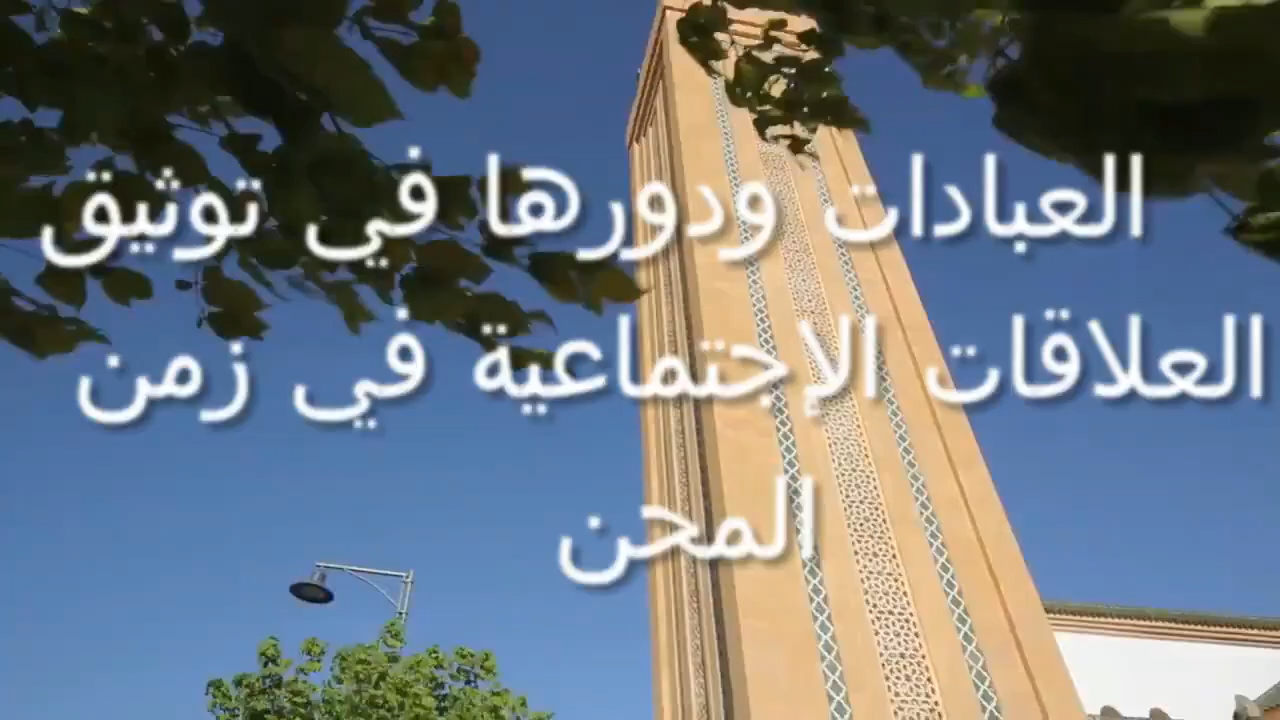 العبادات ودورها في توثيق
العلاقات الإجتماعية في زمن
المحن